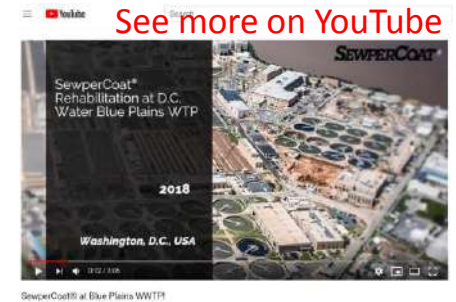 See more on YouTube
YouTube
Search
SEWPERCOAT®
SewperCoat®
Rehabilitation at D.C.
Water Blue Plains WTP
2018
Washington, D.C., USA
SewperCoat® at Blue Plains WWTP!